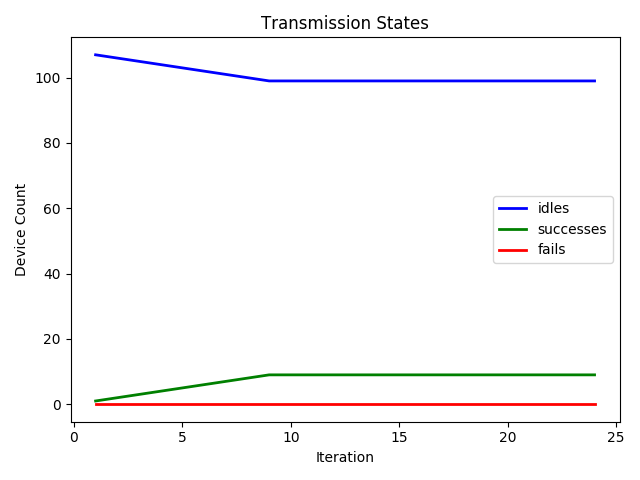 Transmission States
Device Count
100
80
60
40
20
0
idles
successes
fails
0 5 10 15 20 25
Iteration